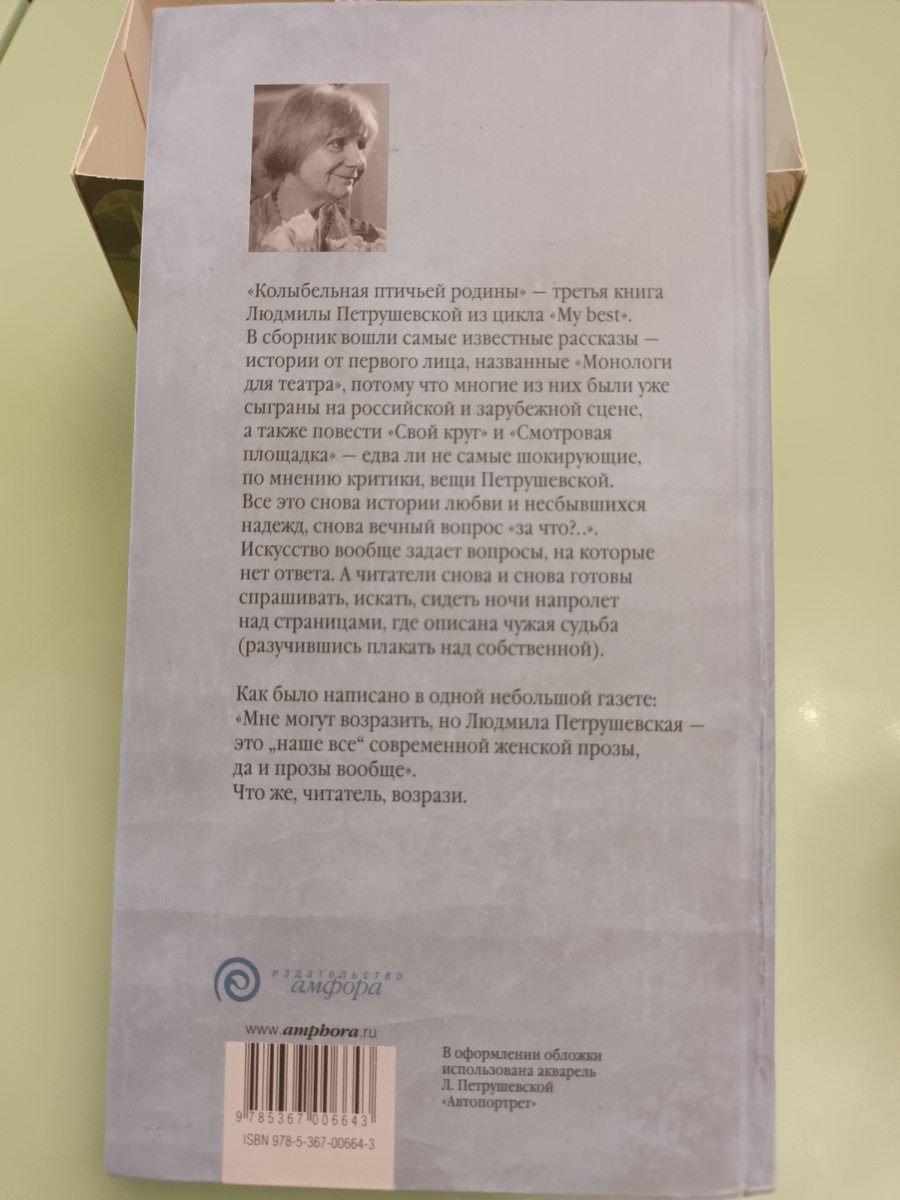 «Колыбельная птичьей родины» — третья книга
Людмилы Петрушевской из цикла «My best».
В сборник вошли самые известные рассказы —
истории от первого лица, названные «Монологи
для театра», потому что многие из них были уже
сыграны на российской и зарубежной сцене,
а также повести «Свой круг» и «Смотровая
площадка» — едва ли не самые шокирующие,
по мнению критики, вещи Петрушевской.
Все это снова истории любви и несбывшихся
надежд, снова вечный вопрос «за что?..».
Искусство вообще задает вопросы, на которые
нет ответа. А читатели снова и снова готовы
спрашивать, искать, сидеть ночи напролет
над страницами, где описана чужая судьба
(разучившись плакать над собственной).
Как было написано в одной небольшой газете:
«Мне могут возразить, но Людмила Петрушевская —
это „наше все“ современной женской прозы,
да и прозы вообще».
Что же, читатель, возрази.
издательство
амфора
www.amphora.ru
9 785367 006643
ISBN 978-5-367-00664-3
В оформлении обложки
использована акварель
Л. Петрушевской
«Автопортрет»